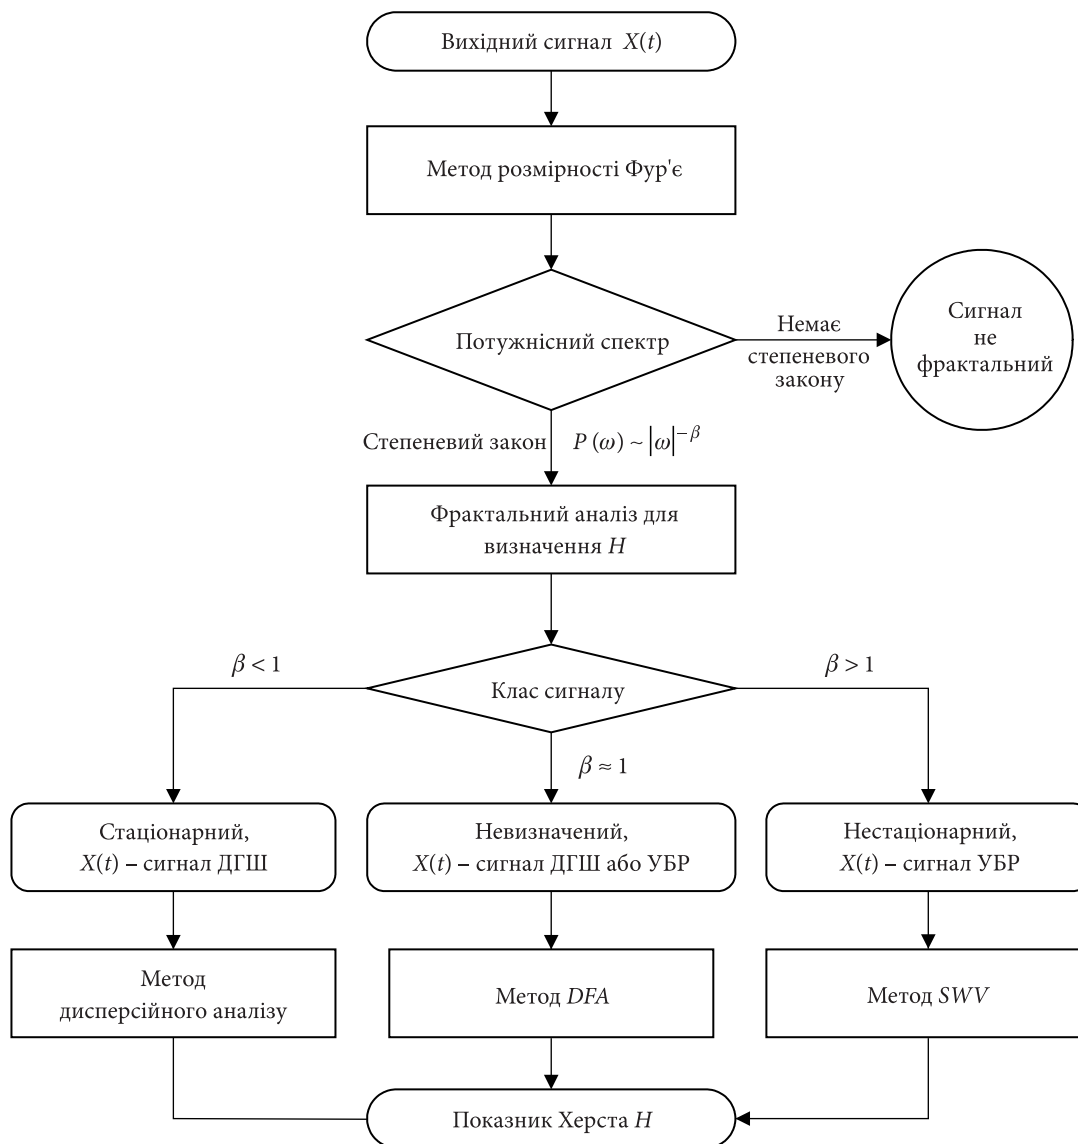 Вихідний сигнал X(t)
Метод розмірності Фур'є
Потужнісний спектр
Немає
степеневого
закону
Сигнал
не
фрактальний
Степеневий закон P (ω) ~ |ω|^−β
Фрактальний аналіз для
визначення H
Клас сигналу
β < 1
β > 1
β ≈ 1
Стаціонарний,
X(t) – сигнал ДГШ
Невизначений,
X(t) – сигнал ДГШ або УБР
Нестаціонарний,
X(t) – сигнал УБР
Метод
дисперсійного аналізу
Метод DFA
Метод SWV
Показник Херста H